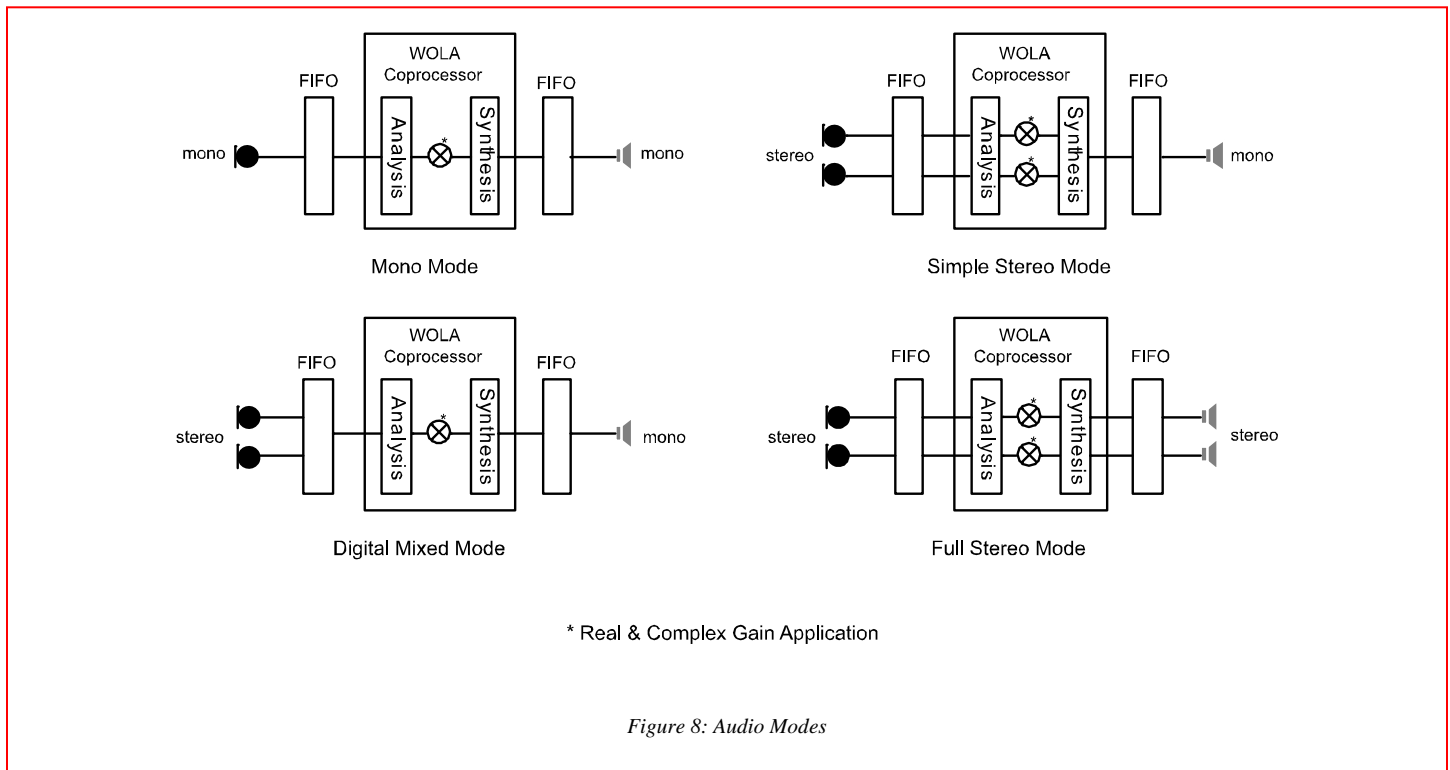 WOLA
Coprocessor
FIFO
FIFO
Analysis
*
Synthesis
mono
mono
Mono Mode
WOLA
Coprocessor
FIFO
FIFO
Analysis
*
*
Synthesis
stereo
mono
Simple Stereo Mode
WOLA
Coprocessor
FIFO
FIFO
Analysis
*
Synthesis
stereo
mono
Digital Mixed Mode
WOLA
Coprocessor
FIFO
FIFO
Analysis
*
*
Synthesis
stereo
stereo
Full Stereo Mode
* Real & Complex Gain Application
Figure 8: Audio Modes